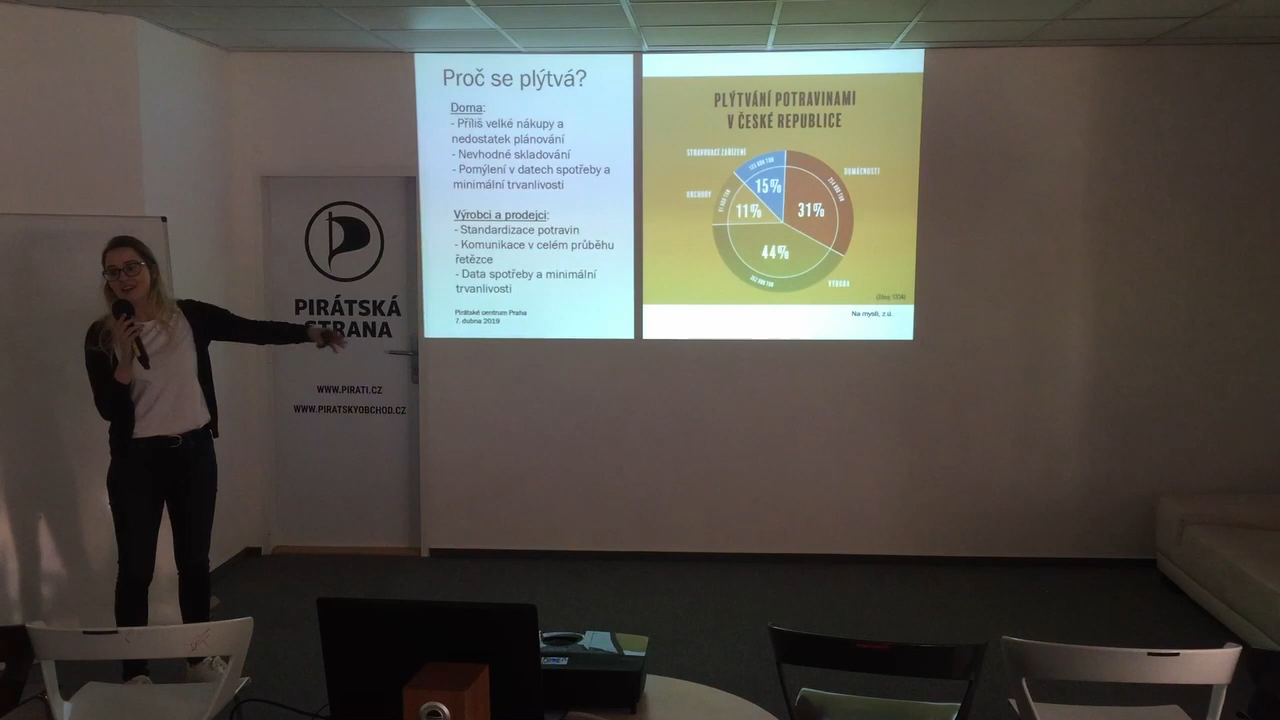 Proč se plýtvá?
Doma:
- Příliš velké nákupy a
nedostatek plánování
- Nevhodné skladování
- Pomýlení v datech spotřeby a
minimální trvanlivosti
Výrobci a prodejci:
- Standardizace potravin
- Komunikace v celém průběhu
řetězce
- Data spotřeby a minimální
trvanlivosti
Pirátské centrum Praha
7. dubna 2019
PLÝTVÁNÍ POTRAVINAMI
V ČESKÉ REPUBLICE
STRAVOVACÍ ZAŘÍZENÍ
DOMÁCNOSTI
OBCHODY
VÝROBA
15%
31%
11%
44%
Na mysli, z.ú.
PIRÁTSKÁ
STRANA
WWW.PIRATI.CZ
WWW.PIRATSKYOBCHOD.CZ